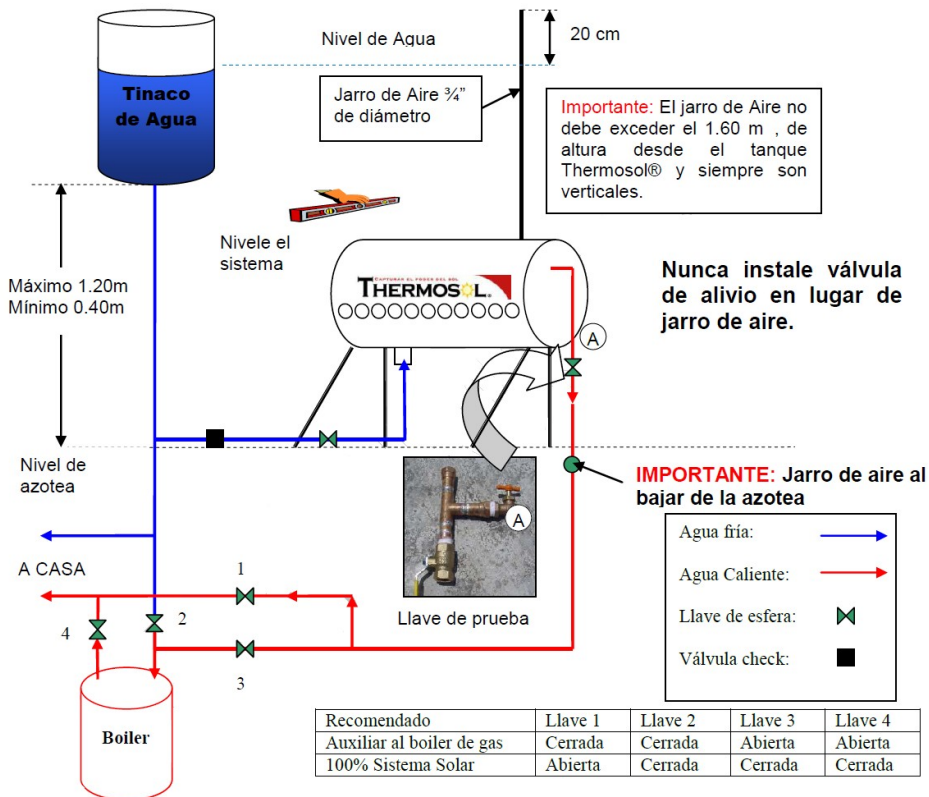 Nivel de Agua
20 cm
Tinaco
de Agua
Jarro de Aire ¾”
de diámetro
Importante: El jarro de Aire no
debe exceder el 1.60 m , de
altura desde el tanque
Thermosol® y siempre son
verticales.
Nivele el
sistema
Máximo 1.20m
Mínimo 0.40m
CAPTURAR EL PODER DEL SOL
THERMOSOL®
Nunca instale válvula
de alivio en lugar de
jarro de aire.
A
Nivel de
azotea
A
IMPORTANTE: Jarro de aire al
bajar de la azotea
Agua fría:
Agua Caliente:
Llave de esfera:
Válvula check:
A CASA
1
Llave de prueba
2
4
3
Boiler
Recomendado Llave 1 Llave 2 Llave 3 Llave 4
Auxiliar al boiler de gas Cerrada Cerrada Abierta Abierta
100% Sistema Solar Abierta Cerrada Cerrada Cerrada